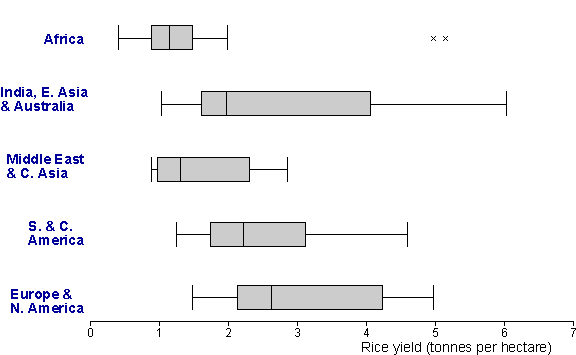 Africa
India, E. Asia
& Australia
Middle East
& C. Asia
S. & C.
America
Europe &
N. America
0 1 2 3 4 5 6 7
Rice yield (tonnes per hectare)